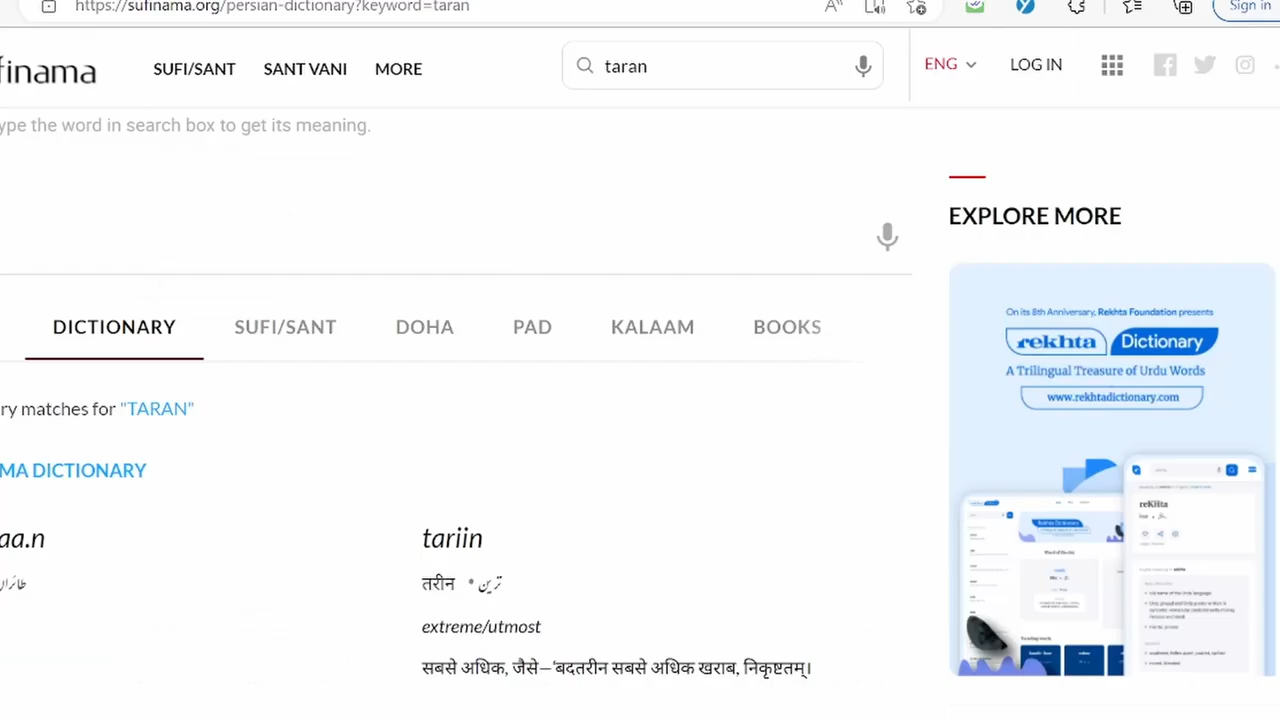 https://sufinama.org/persian-dictionary?keyword=taran
Sign in
finama
SUFI/SANT
SANT VANI
MORE
taran
ENG
LOG IN
ype the word in search box to get its meaning.
EXPLORE MORE
On its 8th Anniversary, Rekhta Foundation presents
rekhta Dictionary
A Trilingual Treasure of Urdu Words
www.rekhtadictionary.com
DICTIONARY
SUFI/SANT
DOHA
PAD
KALAAM
BOOKS
ry matches for "TARAN"
MA DICTIONARY
aa.n
طائراں
tariin
तरीन • ترین
extreme/utmost
सबसे अधिक, जैसे—‘बदतरीन सबसे अधिक ख़राब, निकृष्टतम्।
reKhta